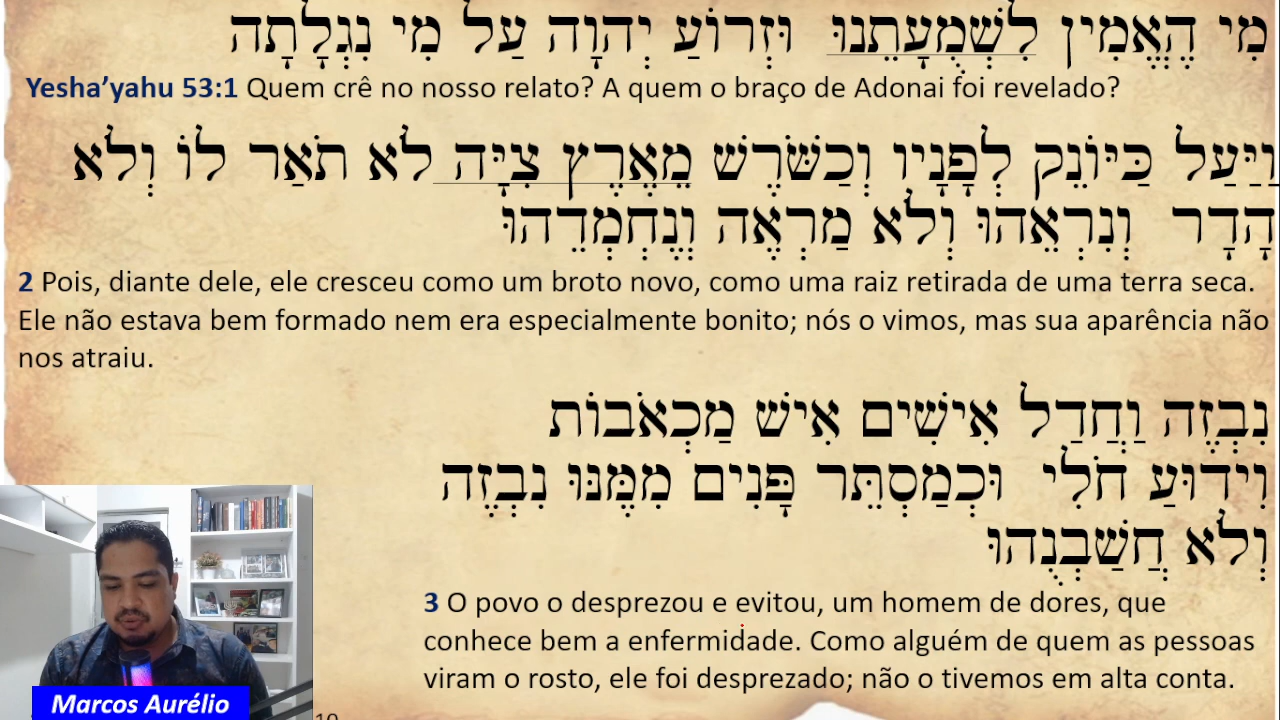 מִי הֶאֱמִין לִשְׁמֻעָתֵנוּ וּזְרוֹעַ יְהוָה עַל מִי נִגְלָתָה
Yesha’yahu 53:1 Quem crê no nosso relato? A quem o braço de Adonai foi revelado?
וַיַּעַל כַּיּוֹנֵק לְפָנָיו וְכַשֹּׁרֶשׁ מֵאֶרֶץ צִיָּה לֹא תֹאַר לוֹ וְלֹא
הָדָר וְנִרְאֵהוּ וְלֹא מַרְאֶה וְנֶחְמְדֵהוּ
2 Pois, diante dele, ele cresceu como um broto novo, como uma raiz retirada de uma terra seca.
Ele não estava bem formado nem era especialmente bonito; nós o vimos, mas sua aparência não
nos atraiu.
נִבְזֶה וַחֲדַל אִישִׁים אִישׁ מַכְאֹבוֹת
וִידוּעַ חֹלִי וּכְמַסְתֵּר פָּנִים מִמֶּנּוּ נִבְזֶה
וְלֹא חֲשַׁבְנֻהוּ
3 O povo o desprezou e evitou, um homem de dores, que
conhece bem a enfermidade. Como alguém de quem as pessoas
viram o rosto, ele foi desprezado; não o tivemos em alta conta.
Marcos Aurélio